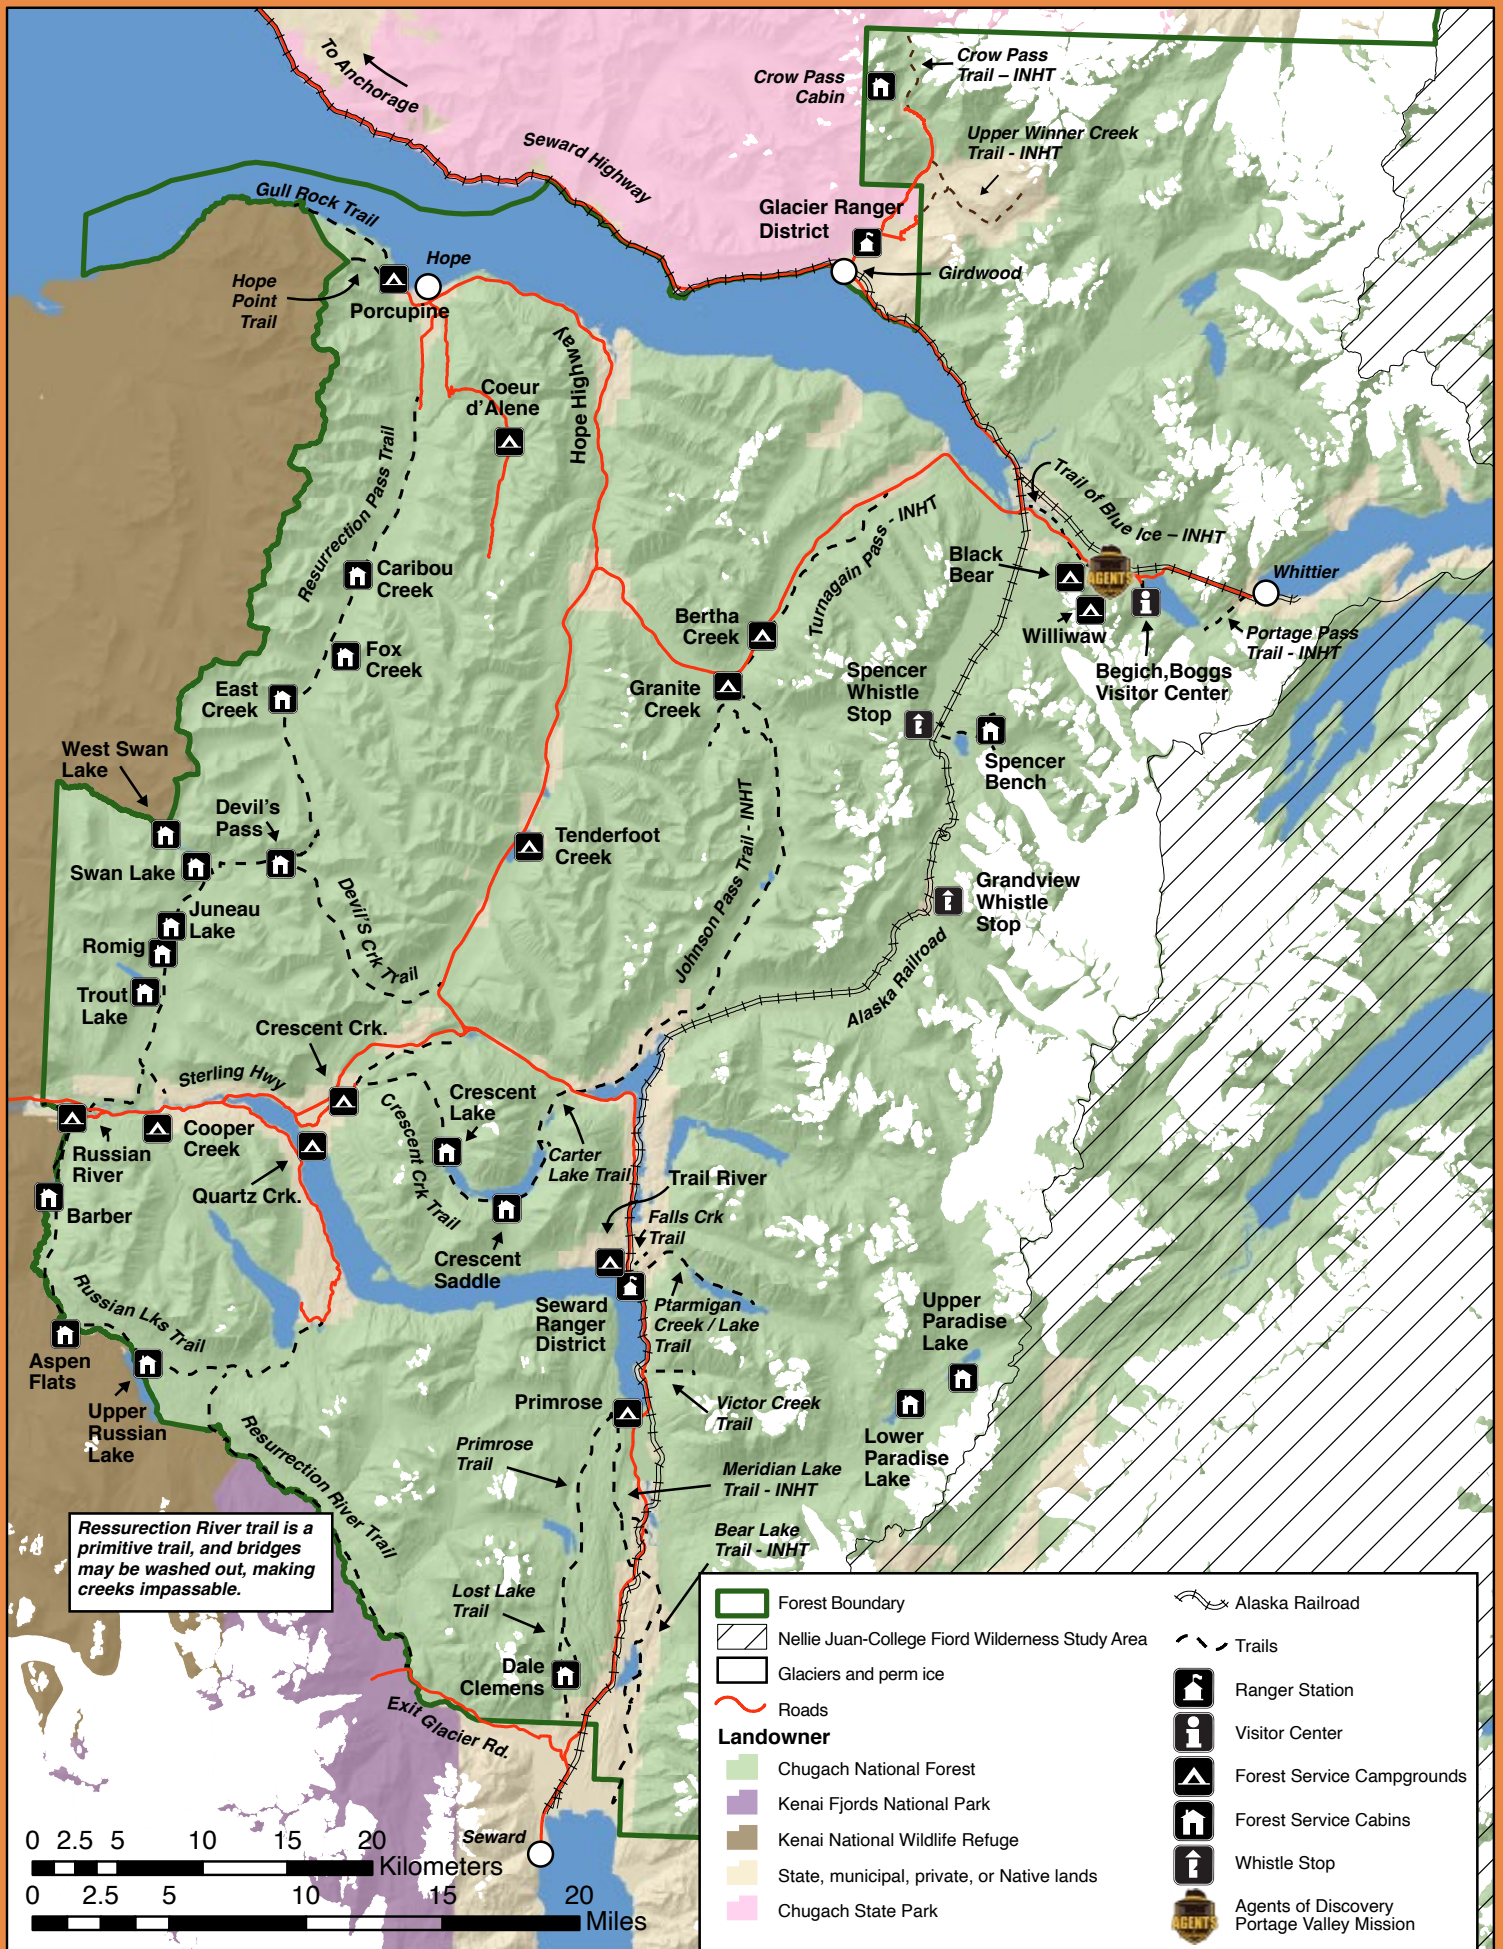 To Anchorage
Crow Pass
Cabin
Crow Pass
Trail – INHT
Upper Winner Creek
Trail - INHT
Seward Highway
Gull Rock Trail
Glacier Ranger
District
Hope
Girdwood
Hope
Point
Trail
Porcupine
Hope Highway
Coeur
d'Alene
Resurrection Pass Trail
Turnagain Pass - INHT
Trail of Blue Ice – INHT
Black
Bear
AGENTS
Whittier
Caribou
Creek
Bertha
Creek
Williwaw
Portage Pass
Trail - INHT
Fox
Creek
Begich,Boggs
Visitor Center
East
Creek
Granite
Creek
Spencer
Whistle
Stop
Spencer
Bench
West Swan
Lake
Devil's
Pass
Tenderfoot
Creek
Johnson Pass Trail - INHT
Swan Lake
Devil'S Crk Trail
Grandview
Whistle
Stop
Juneau
Lake
Romig
Alaska Railroad
Trout
Lake
Crescent Crk.
Sterling Hwy
Crescent
Lake
Crescent Crk Trail
Cooper
Creek
Russian
River
Carter
Lake Trail
Trail River
Quartz Crk.
Barber
Falls Crk
Trail
Crescent
Saddle
Russian Lks Trail
Seward
Ranger
District
Ptarmigan
Creek / Lake
Trail
Upper
Paradise
Lake
Aspen
Flats
Upper
Russian
Lake
Primrose
Victor Creek
Trail
Lower
Paradise
Lake
Resurrection River Trail
Primrose
Trail
Meridian Lake
Trail - INHT
Bear Lake
Trail - INHT
Ressurection River trail is a
primitive trail, and bridges
may be washed out, making
creeks impassable.
Lost Lake
Trail
Dale
Clemens
Exit Glacier Rd.
Seward
0 2.5 5 10 15 20
Kilometers
0 2.5 5 10 15 20
Miles
Forest Boundary
Nellie Juan-College Fiord Wilderness Study Area
Glaciers and perm ice
Roads
Landowner
Chugach National Forest
Kenai Fjords National Park
Kenai National Wildlife Refuge
State, municipal, private, or Native lands
Chugach State Park
Alaska Railroad
Trails
Ranger Station
Visitor Center
Forest Service Campgrounds
Forest Service Cabins
Whistle Stop
AGENTS
Agents of Discovery
Portage Valley Mission